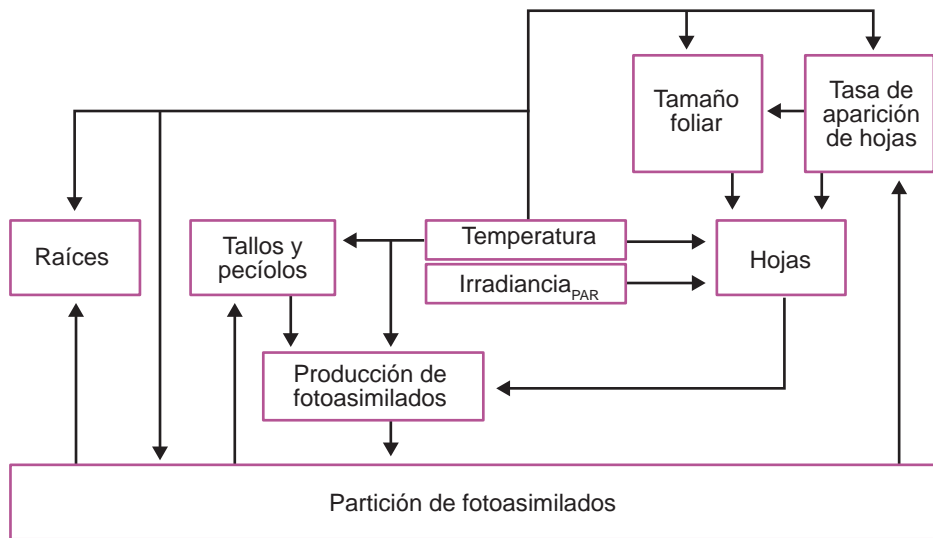 Tamaño
foliar
Tasa de
aparición
de hojas
Raíces
Tallos y
pecíolos
Temperatura
Irradiancia PAR
Hojas
Producción de
fotoasimilados
Partición de fotoasimilados